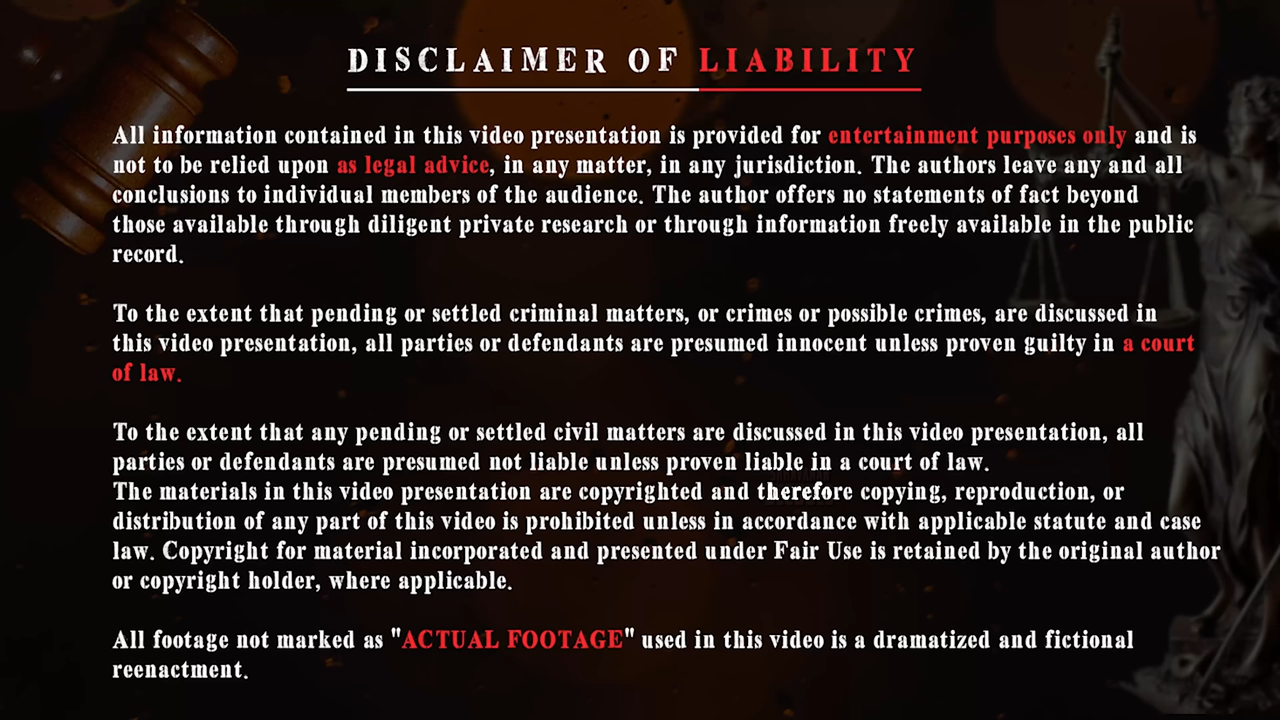 DISCLAIMER OF LIABILITY
All information contained in this video presentation is provided for entertainment purposes only and is
not to be relied upon as legal advice, in any matter, in any jurisdiction. The authors leave any and all
conclusions to individual members of the audience. The author offers no statements of fact beyond
those available through diligent private research or through information freely available in the public
record.
To the extent that pending or settled criminal matters, or crimes or possible crimes, are discussed in
this video presentation, all parties or defendants are presumed innocent unless proven guilty in a court
of law.
To the extent that any pending or settled civil matters are discussed in this video presentation, all
parties or defendants are presumed not liable unless proven liable in a court of law.
The materials in this video presentation are copyrighted and therefore copying, reproduction, or
distribution of any part of this video is prohibited unless in accordance with applicable statute and case
law. Copyright for material incorporated and presented under Fair Use is retained by the original author
or copyright holder, where applicable.
All footage not marked as "ACTUAL FOOTAGE" used in this video is a dramatized and fictional
reenactment.